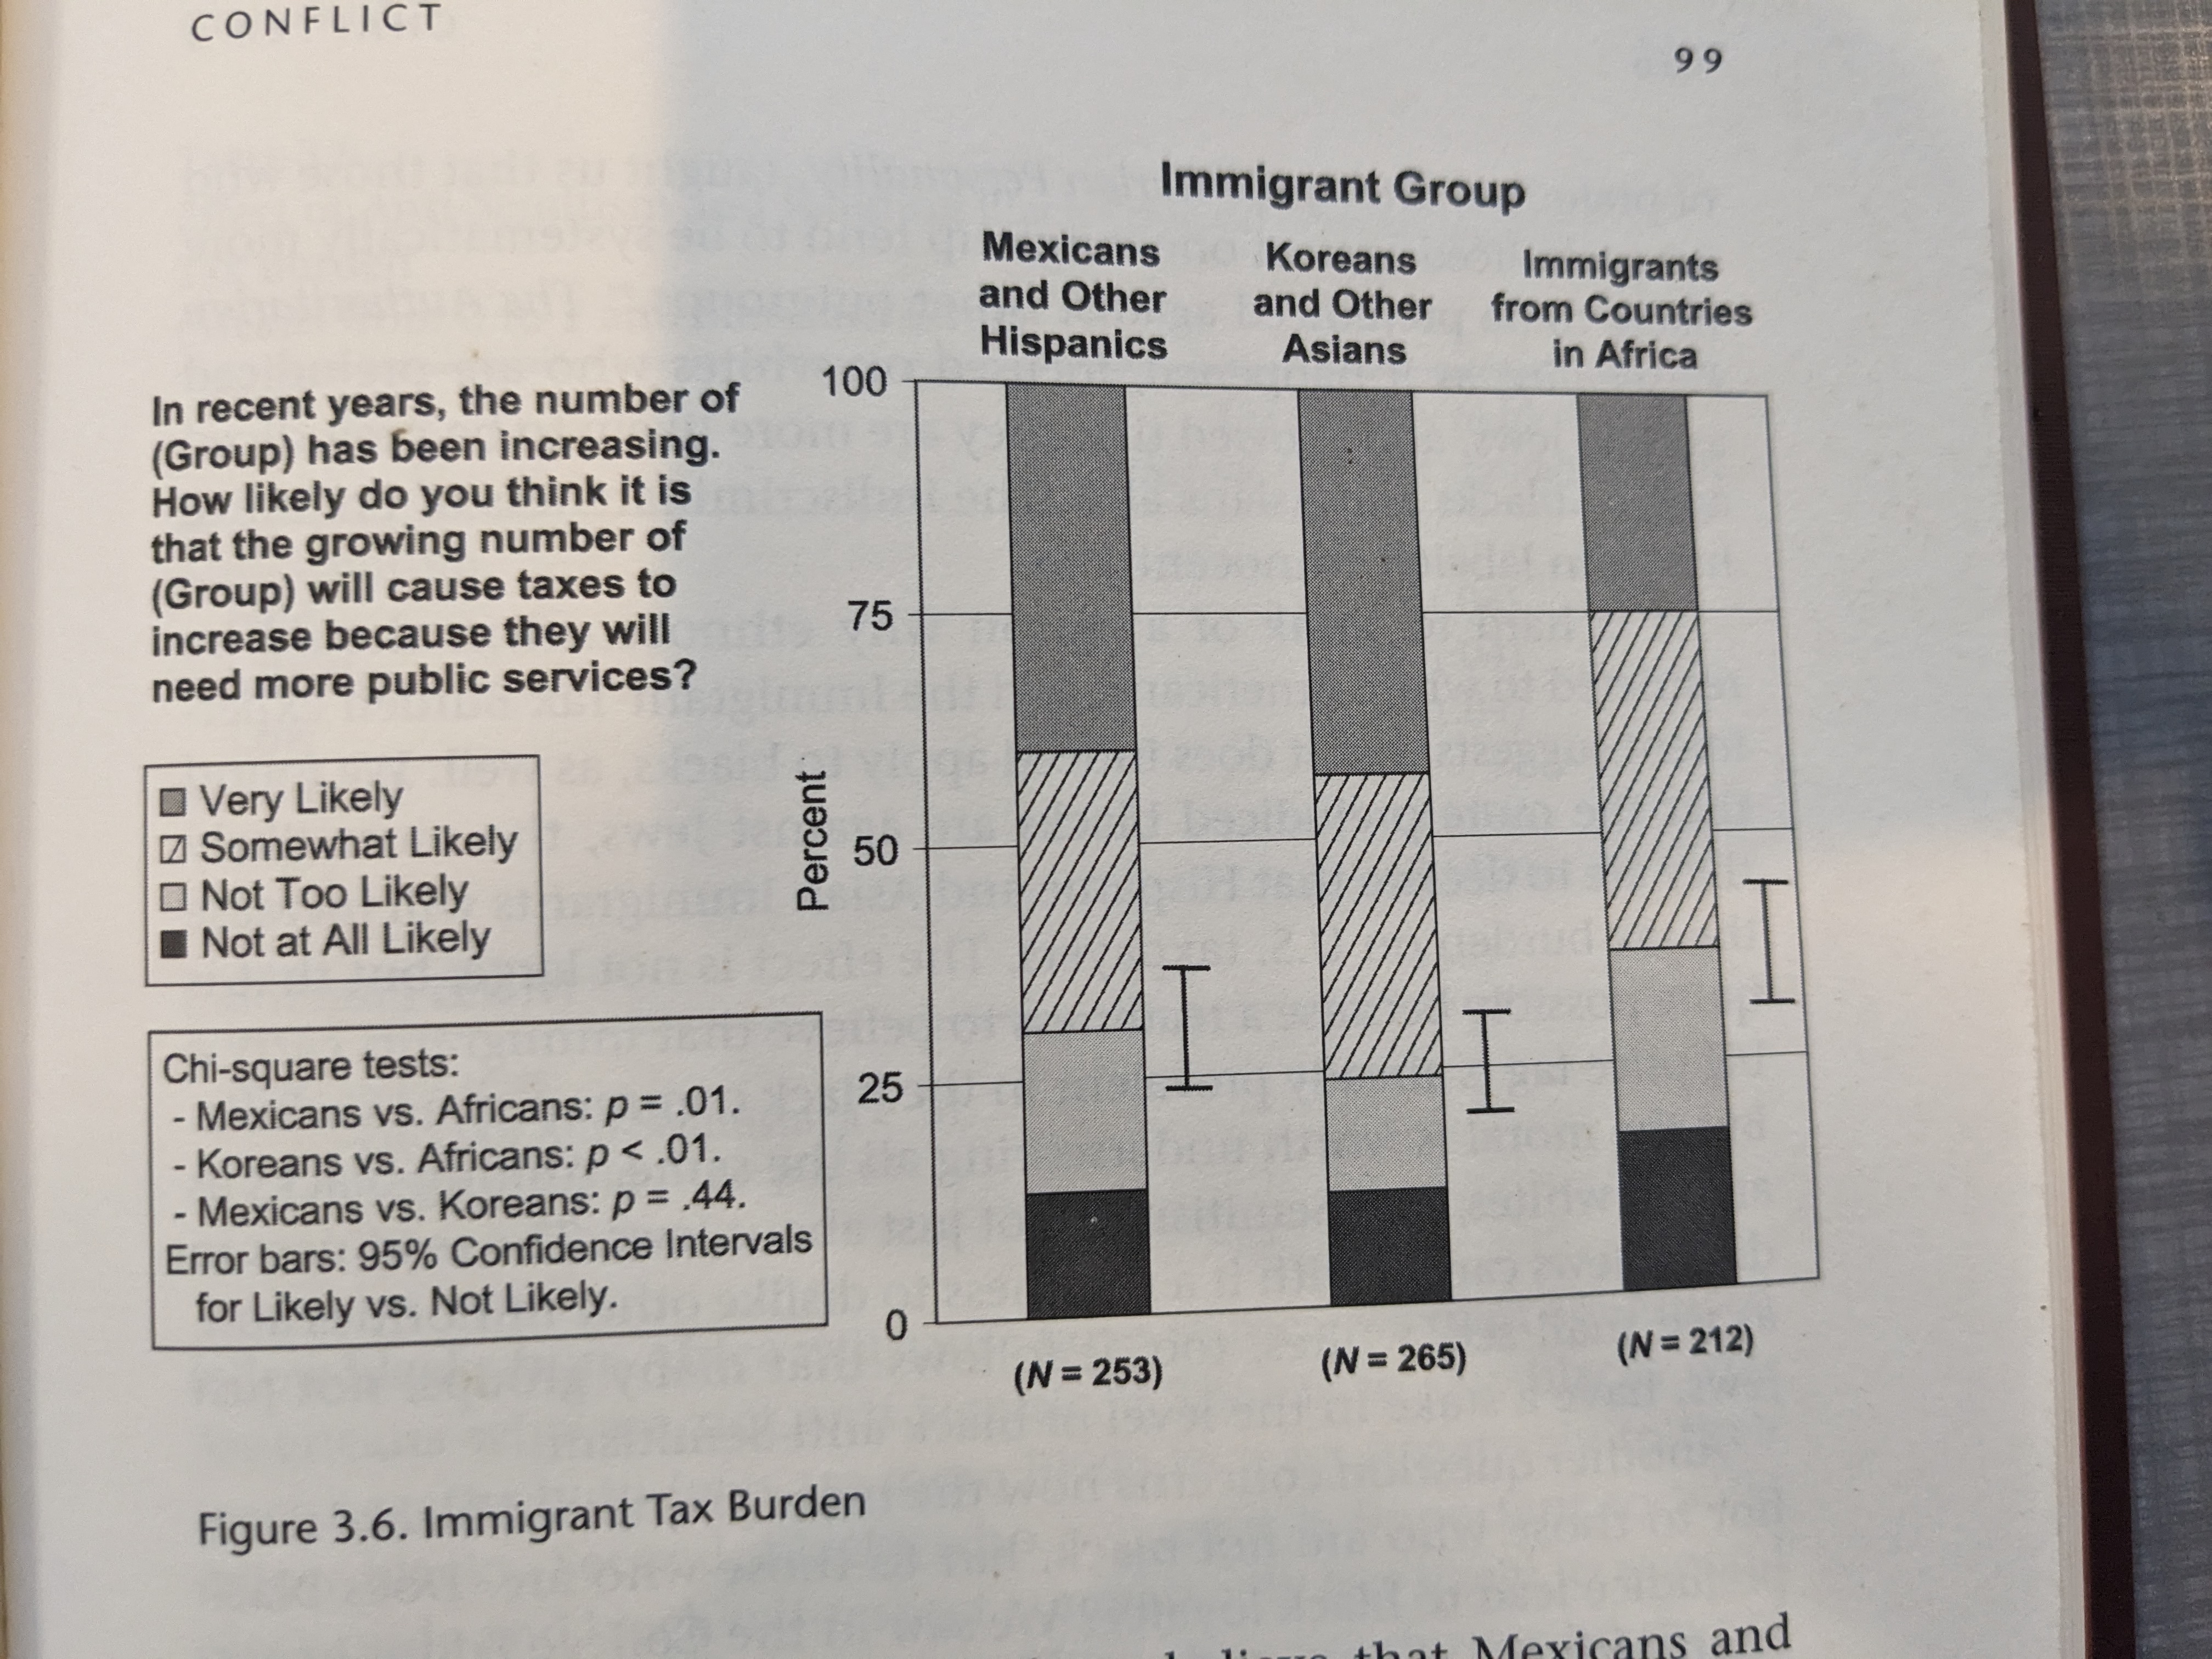 CONFLICT
99
Immigrant Group
Mexicans
and Other
Hispanics
Koreans
and Other
Asians
Immigrants
from Countries
in Africa
In recent years, the number of
(Group) has been increasing.
How likely do you think it is
that the growing number of
(Group) will cause taxes to
increase because they will
need more public services?
Very Likely
Somewhat Likely
Not Too Likely
Not at All Likely
Chi-square tests:
- Mexicans vs. Africans: p = .01.
- Koreans vs. Africans: p < .01.
- Mexicans vs. Koreans: p = .44.
Error bars: 95% Confidence Intervals
for Likely vs. Not Likely.
Percent
100
75
50
25
0
(N = 253)
(N = 265)
(N = 212)
Figure 3.6. Immigrant Tax Burden
that Mexicans and